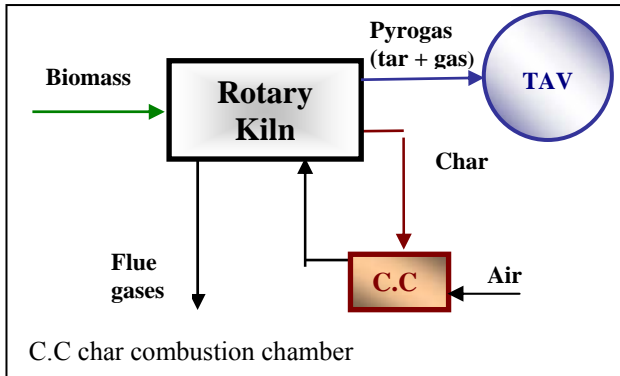 Pyrogas
(tar + gas)
TAV
Biomass
Rotary
Kiln
Char
Flue
gases
C.C
Air
C.C char combustion chamber